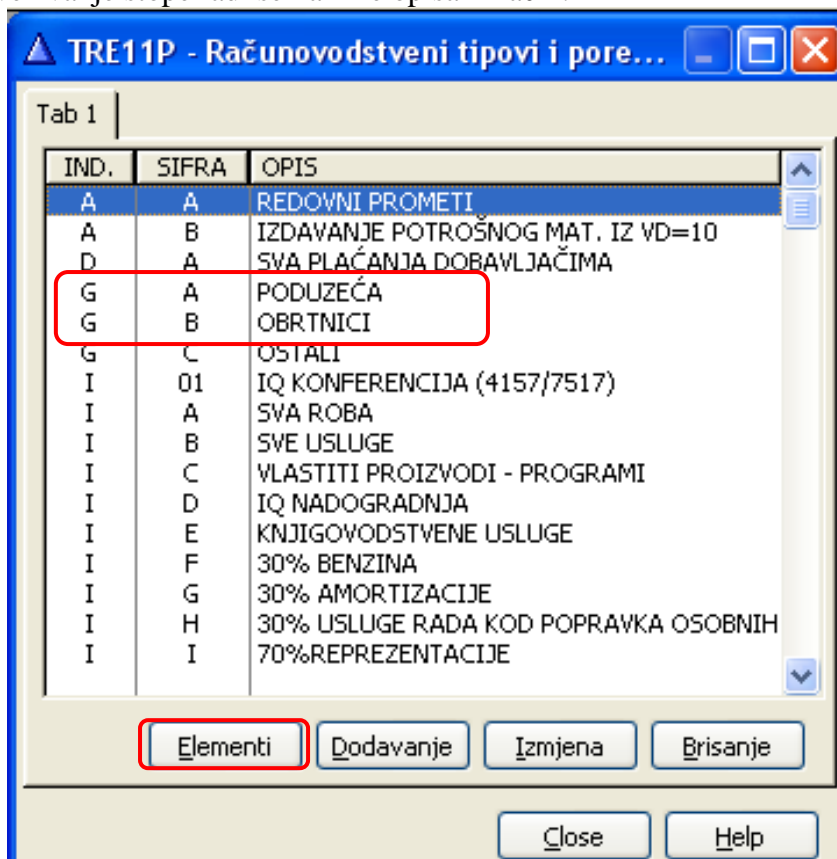 TRE11P - Računovodstveni tipovi i pore...
Tab 1
IND. SIFRA OPIS
A A REDOVNI PROMETI
A B IZDAVANJE POTROŠNOG MAT. IZ VD=10
D A SVA PLAĆANJA DOBAVLJAČIMA
G A PODUZEĆA
G B OBRTNICI
G C OSTALI
I 01 IQ KONFERENCIJA (4157/7517)
I A SVA ROBA
I B SVE USLUGE
I C VLASTITI PROIZVODI - PROGRAMI
I D IQ NADOGRADNJA
I E KNJIGOVODSTVENE USLUGE
I F 30% BENZINA
I G 30% AMORTIZACIJE
I H 30% USLUGE RADA KOD POPRAVKA OSOBNIH
I I 70%REPREZENTACIJE
Elementi Dodavanje Izmjena Brisanje
Close Help